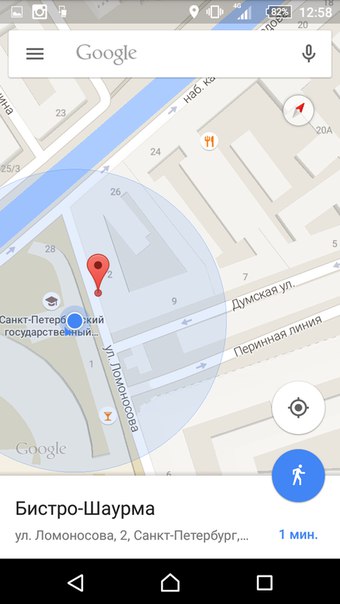 4G 82% 12:58
Google
23
24
наб. ка
20А
25/3
26
28
2
7
Думская ул.
Санкт-Петербургский
государственный...
9
Перинная линия
1
ул. Ломоносова
Google
Бистро-Шаурма
ул. Ломоносова, 2, Санкт-Петербург,...
1 мин.